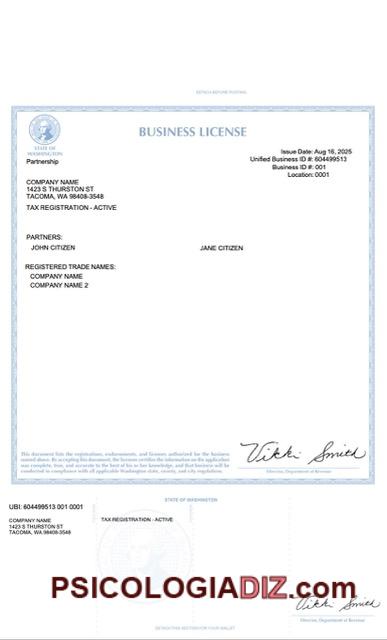 DETACH BEFORE POSTING
BUSINESS LICENSE
STATE OF
WASHINGTON
Partnership
Issue Date: Aug 16, 2025
Unified Business ID #: 604499513
Business ID #: 001
Location: 0001
COMPANY NAME
1423 S THURSTON ST
TACOMA, WA 98408-3548
TAX REGISTRATION - ACTIVE
PARTNERS:
JOHN CITIZEN JANE CITIZEN
REGISTERED TRADE NAMES:
COMPANY NAME
COMPANY NAME 2
This document lists the registrations, endorsements, and licenses authorized for the business
named above. By accepting this document, the licensee certifies the information on the application
was complete, true, and accurate to the best of his or her knowledge, and that business will be
conducted in compliance with all applicable Washington state, county, and city regulations.
Vikki Smith
Director, Department of Revenue
STATE OF WASHINGTON
UBI: 604499513 001 0001
COMPANY NAME
1423 S THURSTON ST
TACOMA, WA 98408-3548
TAX REGISTRATION - ACTIVE
PSICOLOGIADIZ.com
Vikki Smith
Director, Department of Revenue
DETACH THIS SECTION FOR YOUR WALLET